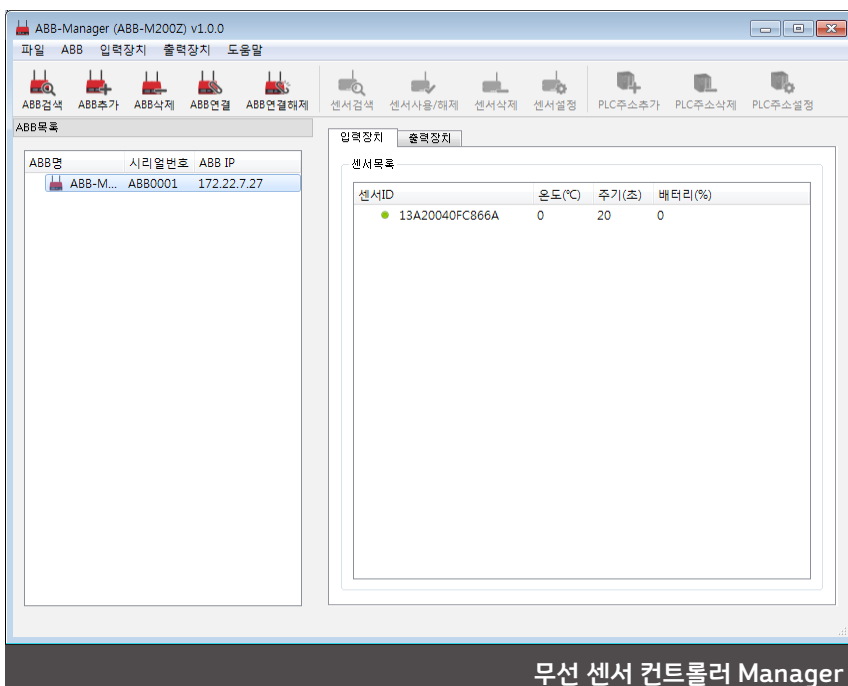 ABB-Manager (ABB-M200Z) v1.0.0
파일 ABB 입력장치 출력장치 도움말
ABB검색 ABB추가 ABB삭제 ABB연결 ABB연결해제 센서검색 센서사용/해제 센서삭제 센서설정 PLC주소추가 PLC주소삭제 PLC주소설정
ABB목록
ABB명 시리얼번호 ABB IP
ABB-M... ABB0001 172.22.7.27
입력장치 출력장치
센서목록
센서ID 온도(℃) 주기(초) 배터리(%)
13A20040FC866A 0 20 0
무선 센서 컨트롤러 Manager